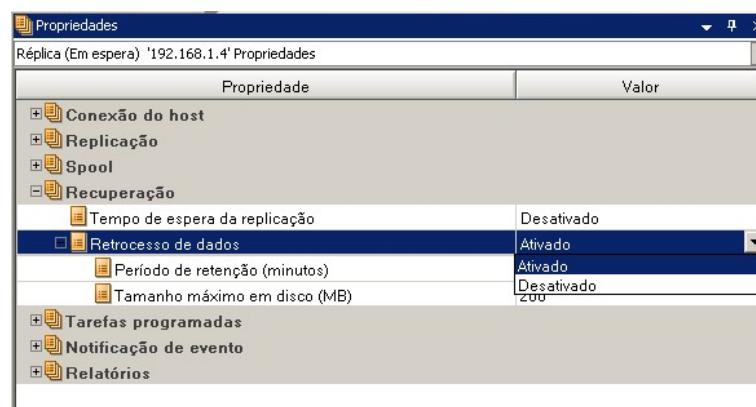 Propriedades
Réplica (Em espera) '192.168.1.4' Propriedades
Propriedade Valor
Conexão do host
Replicação
Spool
Recuperação
Tempo de espera da replicação Desativado
Retrocesso de dados Ativado
Período de retenção (minutos) Ativado
Desativado
Tamanho máximo em disco (MB) 200
Tarefas programadas
Notificação de evento
Relatórios